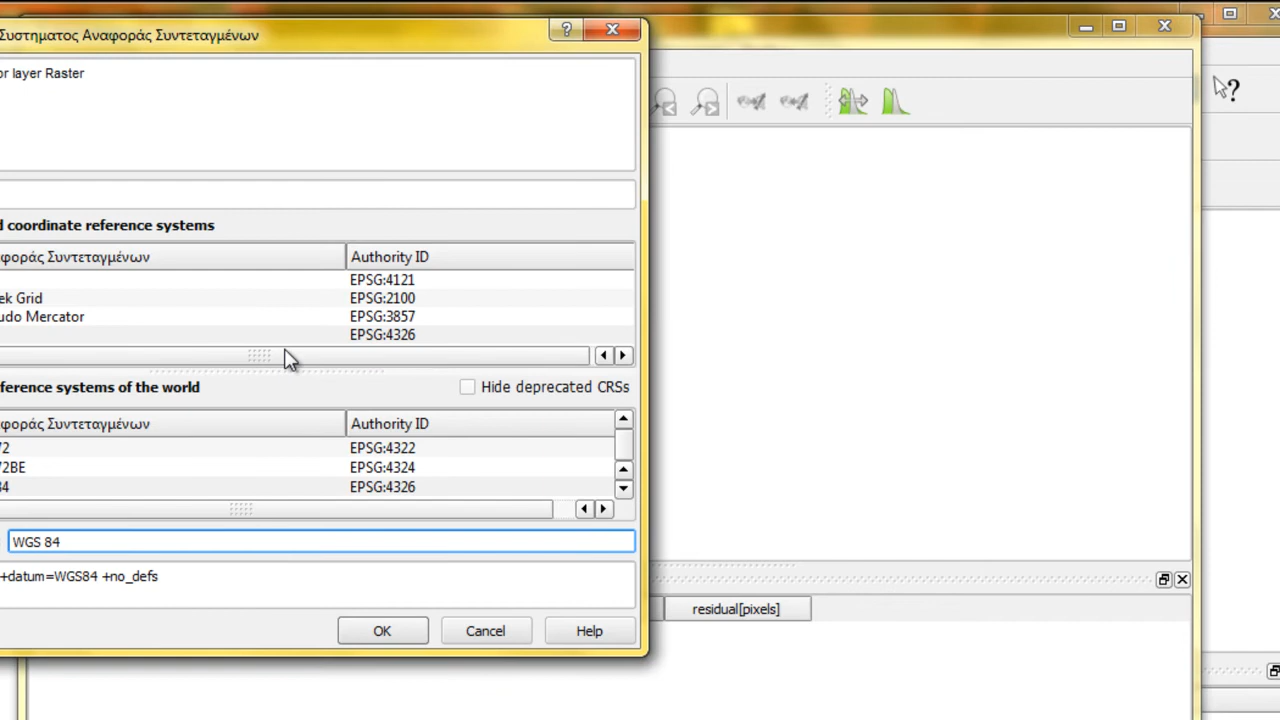 Συστηματος Αναφοράς Συντεταγμένων
or layer Raster
d coordinate reference systems
φοράς Συντεταγμένων Authority ID
EPSG:4121
ek Grid EPSG:2100
udo Mercator EPSG:3857
EPSG:4326
ference systems of the world Hide deprecated CRSs
φοράς Συντεταγμένων Authority ID
72 EPSG:4322
72BE EPSG:4324
84 EPSG:4326
WGS 84
+datum=WGS84 +no_defs
OK Cancel Help
residual[pixels]